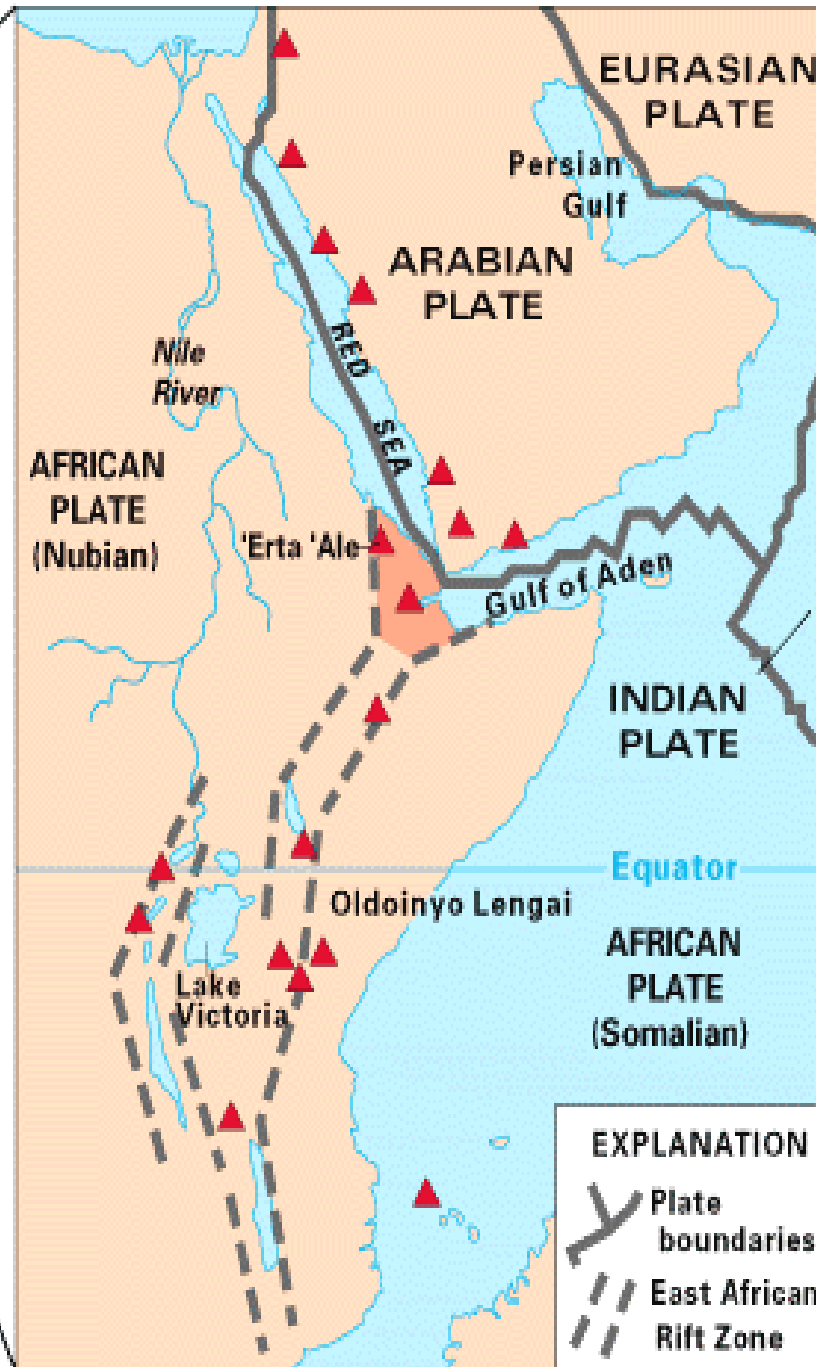 EURASIAN
PLATE
Persian
Gulf
ARABIAN
PLATE
RED
SEA
Nile
River
AFRICAN
PLATE
(Nubian)
'Erta 'Ale
Gulf of Aden
INDIAN
PLATE
Equator
Oldoinyo Lengai
AFRICAN
PLATE
(Somalian)
Lake
Victoria
EXPLANATION
Plate
boundaries
East African
Rift Zone